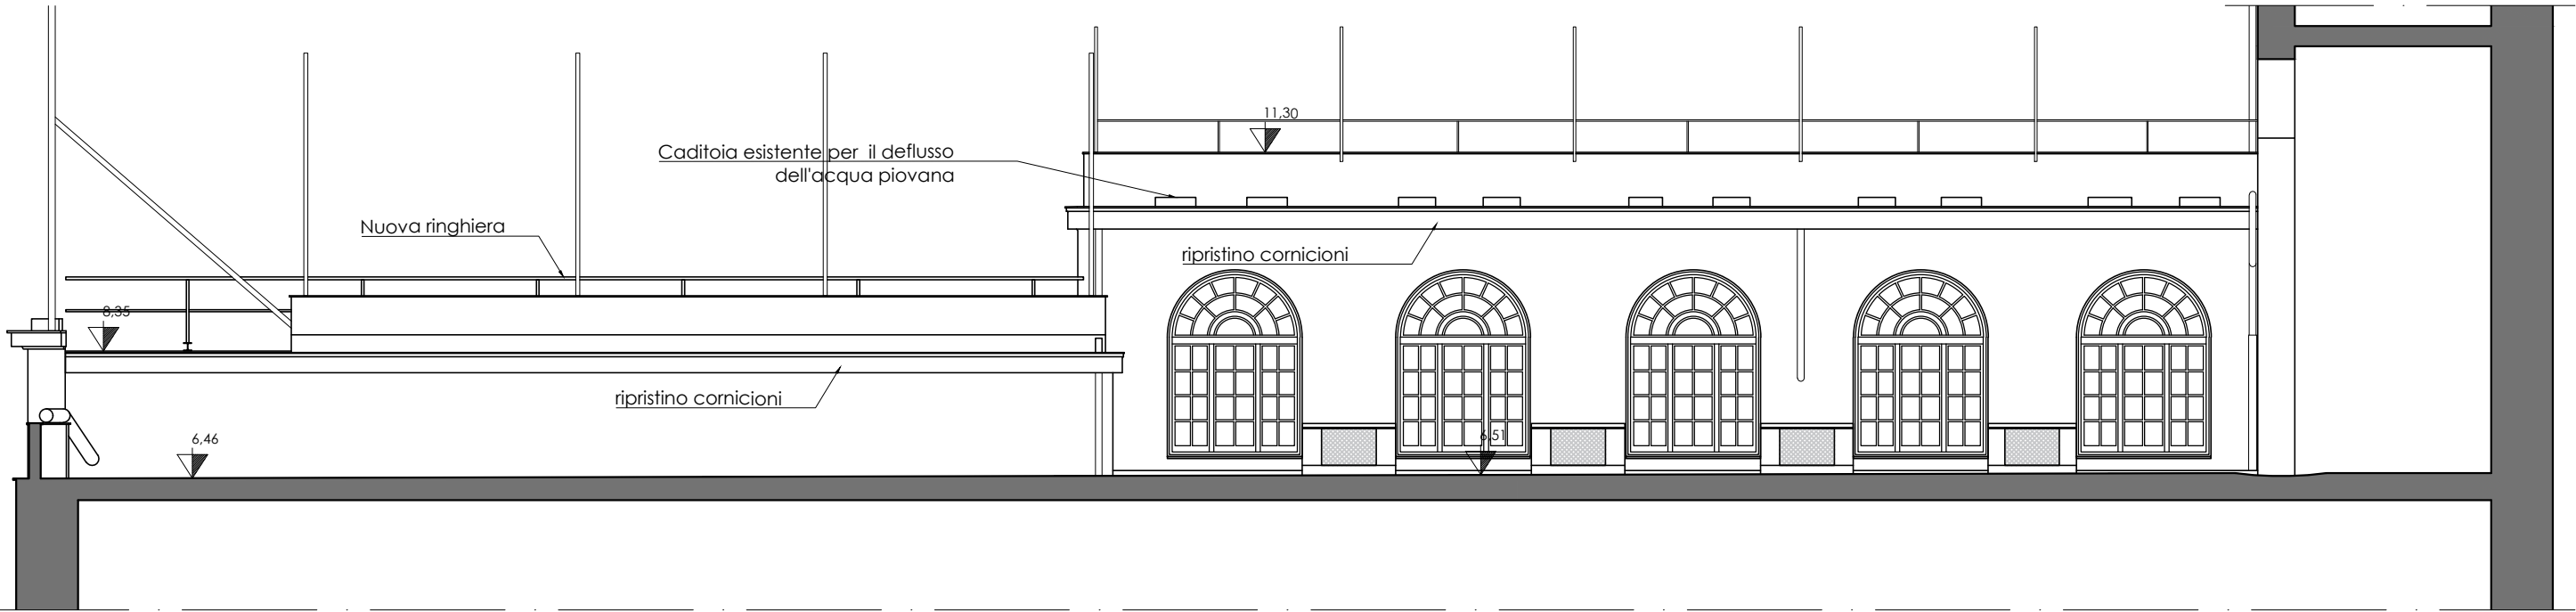 11,30
Caditoia esistente per il deflusso
dell'acqua piovana
Nuova ringhiera
ripristino cornicioni
8,35
ripristino cornicioni
6,46
6,51